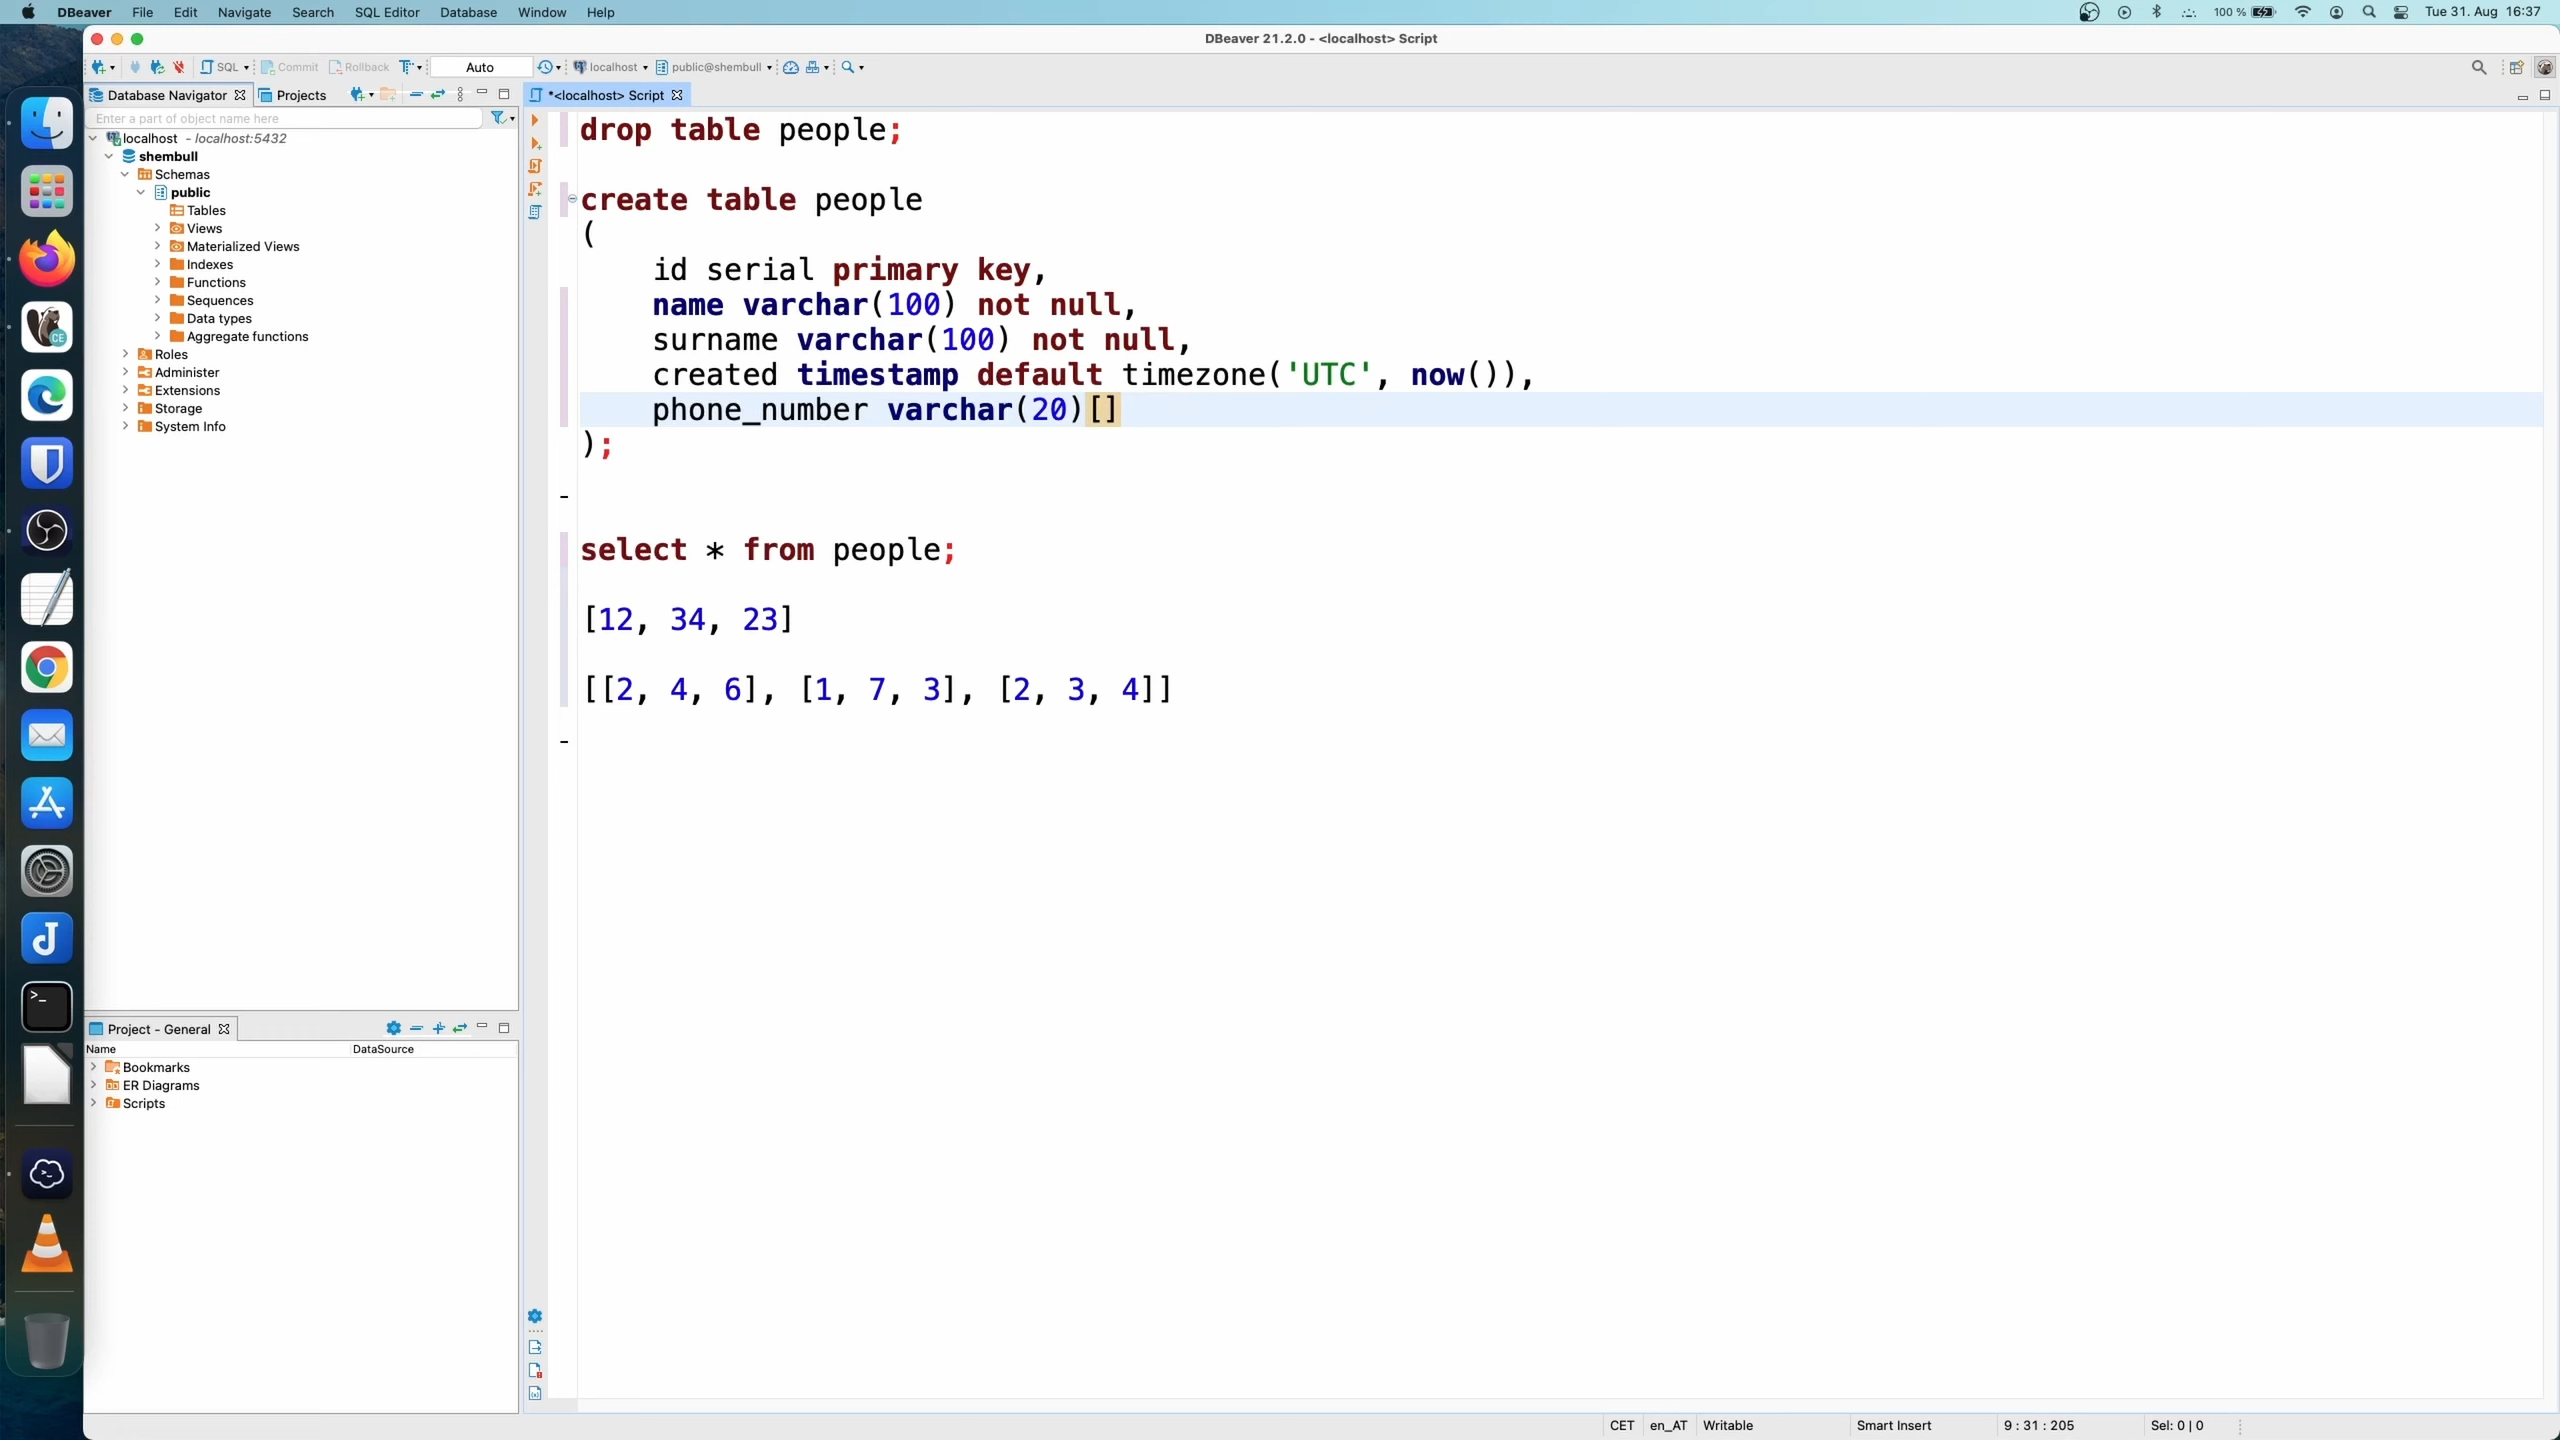 DBeaver File Edit Navigate Search SQL Editor Database Window Help
100 % Tue 31. Aug 16:37
DBeaver 21.2.0 - <localhost> Script
SQL Commit Rollback Auto localhost public@shembull
Database Navigator Projects
*<localhost> Script
Enter a part of object name here
localhost - localhost:5432
shembull
Schemas
public
Tables
Views
Materialized Views
Indexes
Functions
Sequences
Data types
Aggregate functions
Roles
Administer
Extensions
Storage
System Info
drop table people;
create table people
(
id serial primary key,
name varchar(100) not null,
surname varchar(100) not null,
created timestamp default timezone('UTC', now()),
phone_number varchar(20)[]
);
select * from people;
[12, 34, 23]
[[2, 4, 6], [1, 7, 3], [2, 3, 4]]
Project - General
Name DataSource
Bookmarks
ER Diagrams
Scripts
CET en_AT Writable Smart Insert 9 : 31 : 205 Sel: 0 | 0